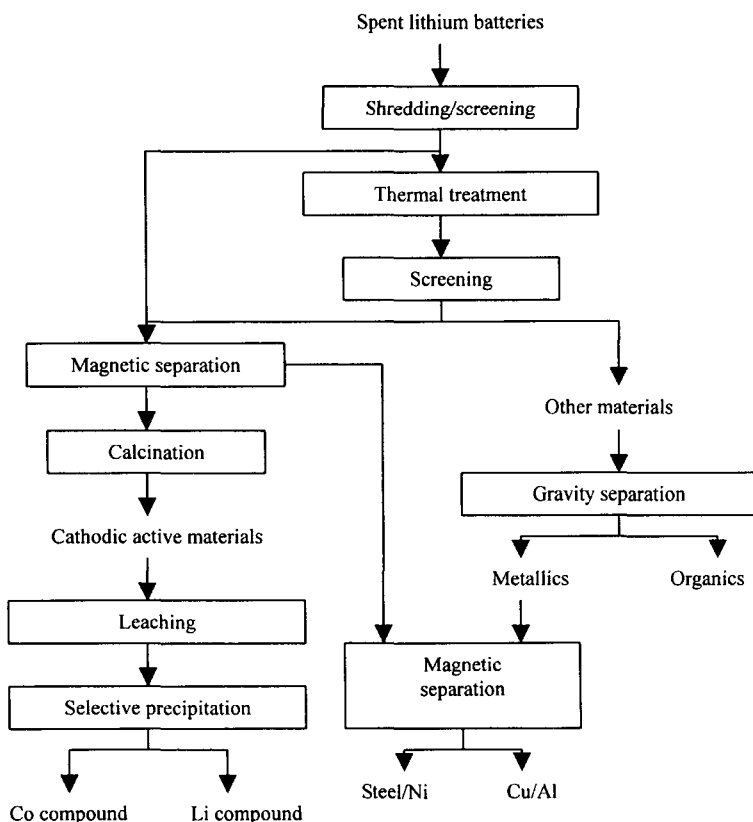 Spent lithium batteries
Shredding/screening
Thermal treatment
Screening
Magnetic separation
Other materials
Calcination
Gravity separation
Cathodic active materials
Metallics
Organics
Leaching
Magnetic
separation
Selective precipitation
Steel/Ni
Cu/Al
Co compound
Li compound